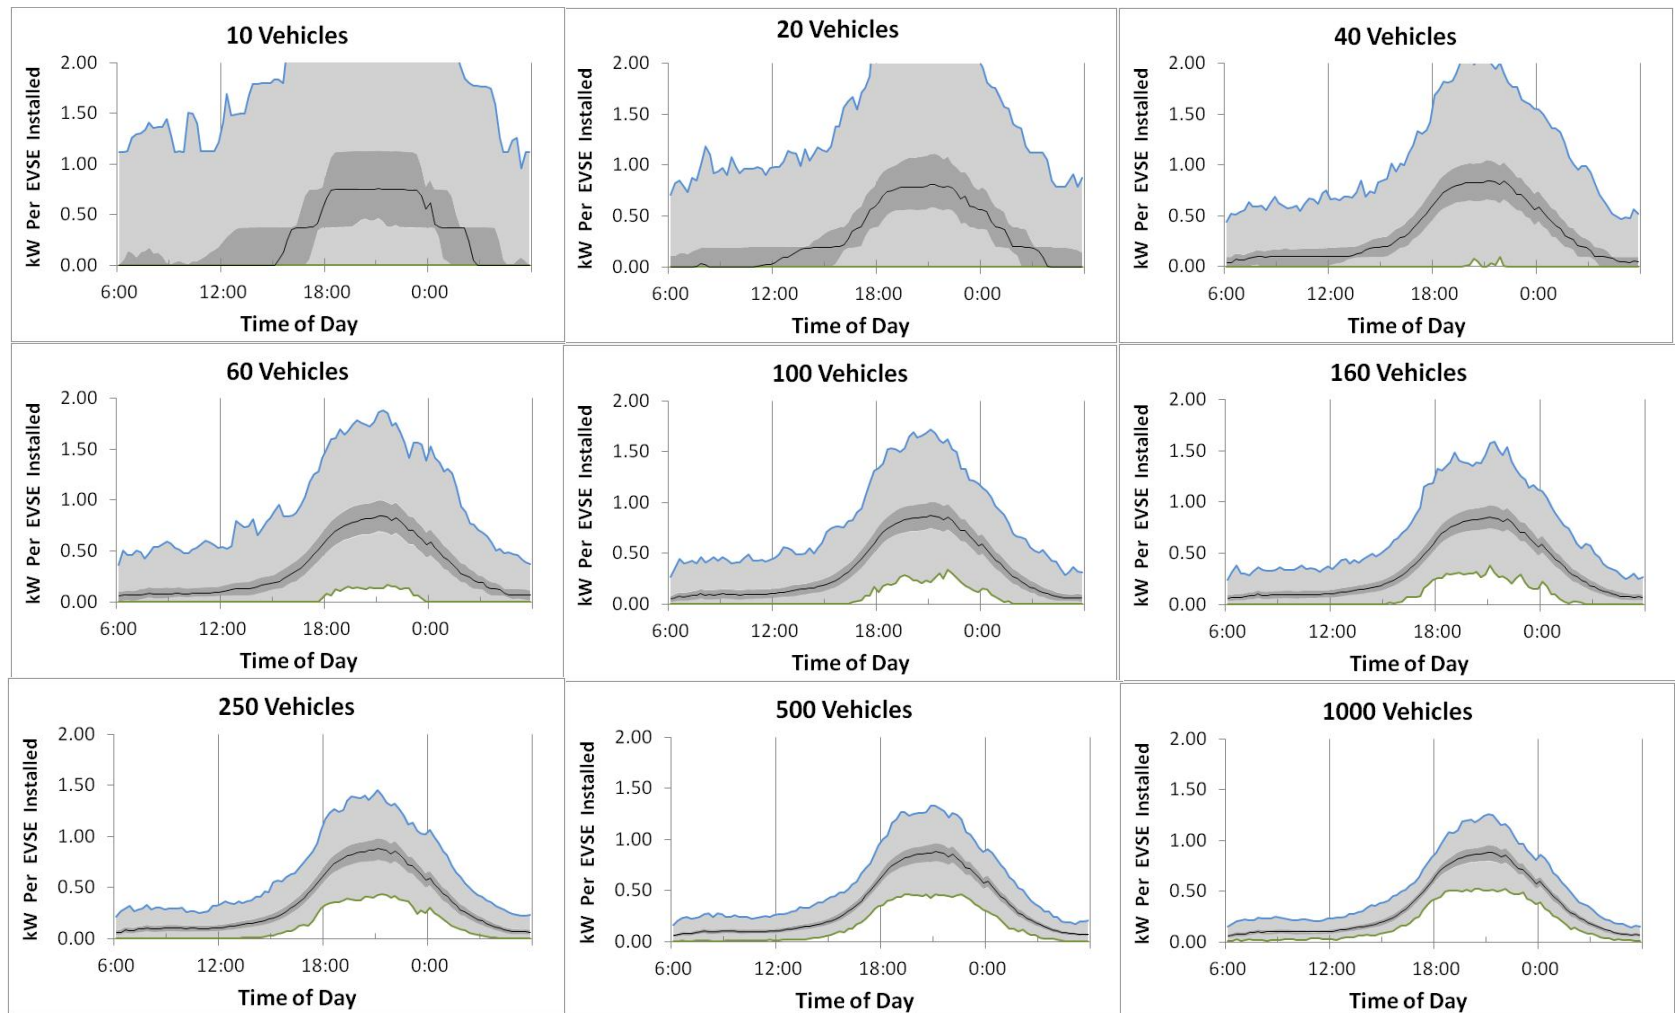 10 Vehicles
kW Per EVSE Installed
2.00
1.50
1.00
0.50
0.00
6:00 12:00 18:00 0:00
Time of Day
20 Vehicles
kW Per EVSE Installed
2.00
1.50
1.00
0.50
0.00
6:00 12:00 18:00 0:00
Time of Day
40 Vehicles
kW Per EVSE Installed
2.00
1.50
1.00
0.50
0.00
6:00 12:00 18:00 0:00
Time of Day
60 Vehicles
kW Per EVSE Installed
2.00
1.50
1.00
0.50
0.00
6:00 12:00 18:00 0:00
Time of Day
100 Vehicles
kW Per EVSE Installed
2.00
1.50
1.00
0.50
0.00
6:00 12:00 18:00 0:00
Time of Day
160 Vehicles
kW Per EVSE Installed
2.00
1.50
1.00
0.50
0.00
6:00 12:00 18:00 0:00
Time of Day
250 Vehicles
kW Per EVSE Installed
2.00
1.50
1.00
0.50
0.00
6:00 12:00 18:00 0:00
Time of Day
500 Vehicles
kW Per EVSE Installed
2.00
1.50
1.00
0.50
0.00
6:00 12:00 18:00 0:00
Time of Day
1000 Vehicles
kW Per EVSE Installed
2.00
1.50
1.00
0.50
0.00
6:00 12:00 18:00 0:00
Time of Day